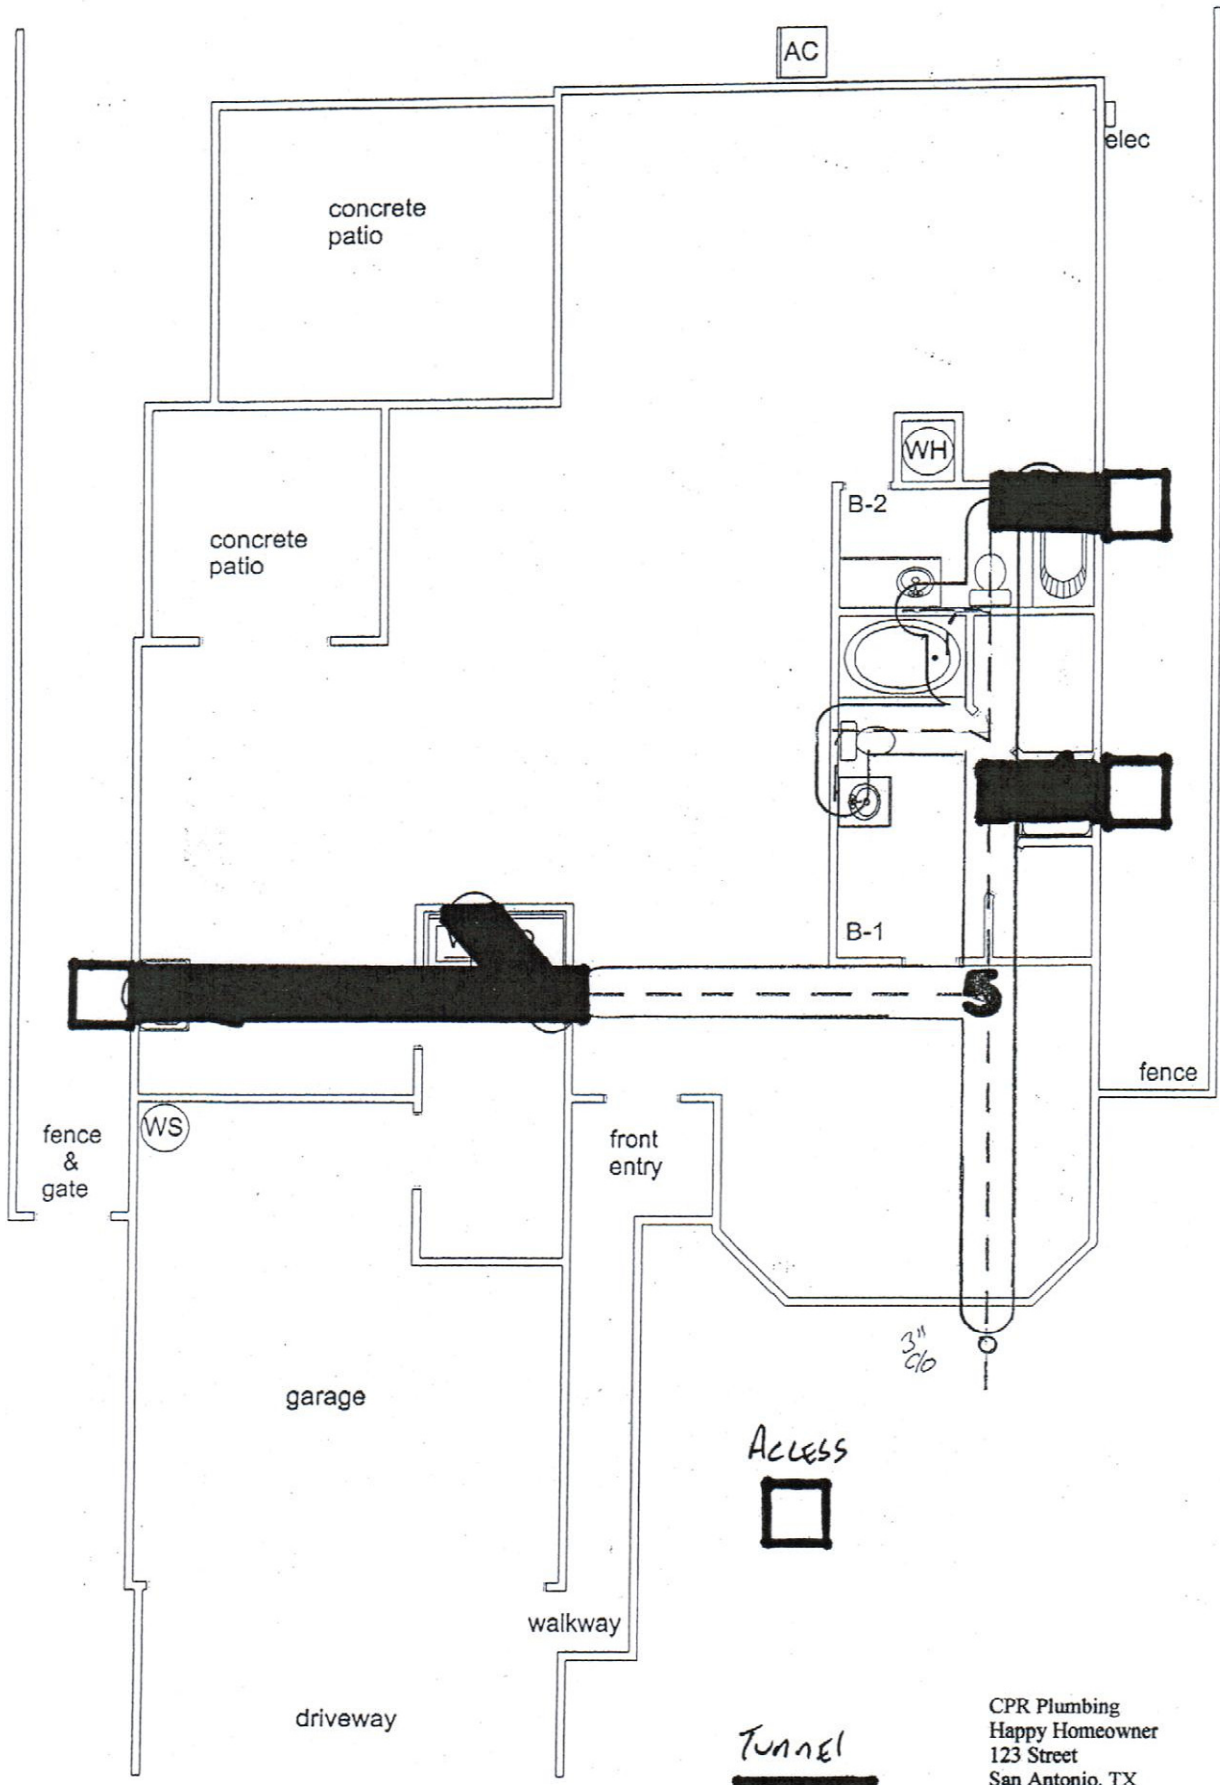 AC
elec
concrete
patio
WH
B-2
concrete
patio
B-1
5
fence
WS
fence
&
gate
front
entry
3"
c/o
garage
ACCESS
walkway
driveway
TUNNEL
CPR Plumbing
Happy Homeowner
123 Street
San Antonio, TX